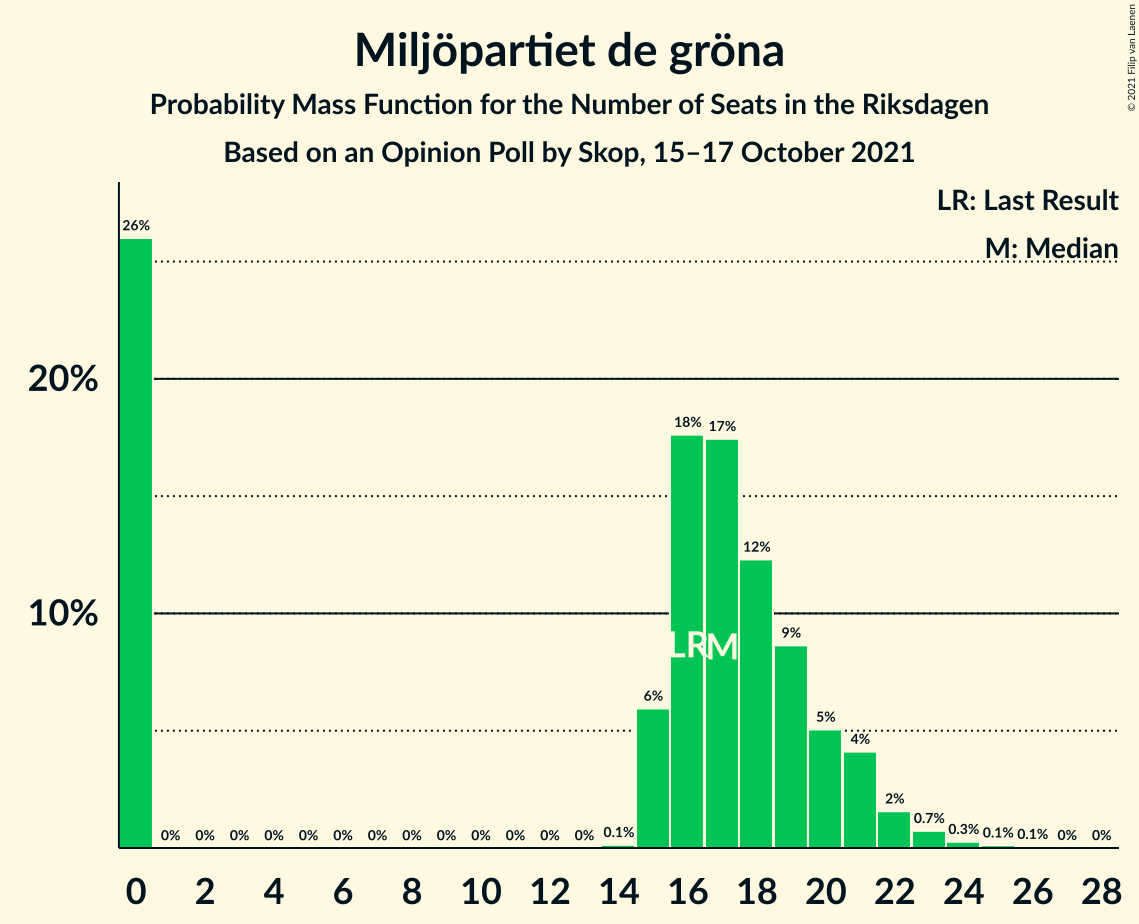 Miljöpartiet de gröna
Probability Mass Function for the Number of Seats in the Riksdagen
Based on an Opinion Poll by Skop, 15–17 October 2021
© 2021 Filip van Laenen
LR: Last Result
M: Median
20%
10%
26%
0% 0% 0% 0% 0% 0% 0% 0% 0% 0% 0% 0% 0% 0.1% 6% 18% 17% 12% 9% 5% 4% 2% 0.7% 0.3% 0.1% 0.1% 0% 0%
LR M
0 2 4 6 8 10 12 14 16 18 20 22 24 26 28